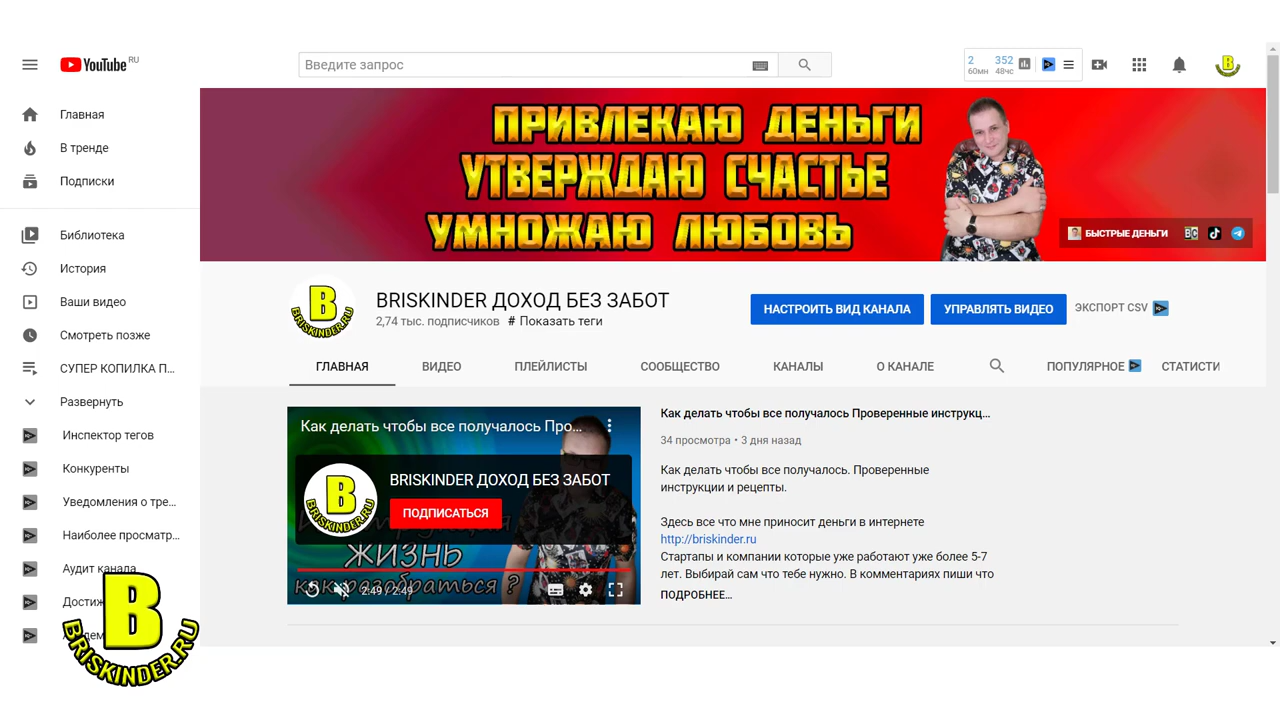 YouTube RU
Введите запрос
2 352
60мн 48чс
Главная
В тренде
Подписки
Библиотека
История
Ваши видео
Смотреть позже
СУПЕР КОПИЛКА П...
Развернуть
Инспектор тегов
Конкуренты
Уведомления о тре...
Наиболее просматр...
Аудит канала
BRISKINDER.RU
ПРИВЛЕКАЮ ДЕНЬГИ
УТВЕРЖДАЮ СЧАСТЬЕ
УМНОЖАЮ ЛЮБОВЬ
БЫСТРЫЕ ДЕНЬГИ
B
BRISKINDER.RU
BRISKINDER ДОХОД БЕЗ ЗАБОТ
2,74 тыс. подписчиков # Показать теги
НАСТРОИТЬ ВИД КАНАЛА
УПРАВЛЯТЬ ВИДЕО
ЭКСПОРТ CSV
ГЛАВНАЯ ВИДЕО ПЛЕЙЛИСТЫ СООБЩЕСТВО КАНАЛЫ О КАНАЛЕ ПОПУЛЯРНОЕ СТАТИСТИ
Как делать чтобы все получалось Про...
B
BRISKINDER.RU
BRISKINDER ДОХОД БЕЗ ЗАБОТ
ПОДПИСАТЬСЯ
ЖИЗНЬ
как разобраться ?
2:49 / 2:49
Как делать чтобы все получалось Проверенные инструкц...
34 просмотра • 3 дня назад
Как делать чтобы все получалось. Проверенные
инструкции и рецепты.
Здесь все что мне приносит деньги в интернете
http://briskinder.ru
Стартапы и компании которые уже работают уже более 5-7
лет. Выбирай сам что тебе нужно. В комментариях пиши что
ПОДРОБНЕЕ...